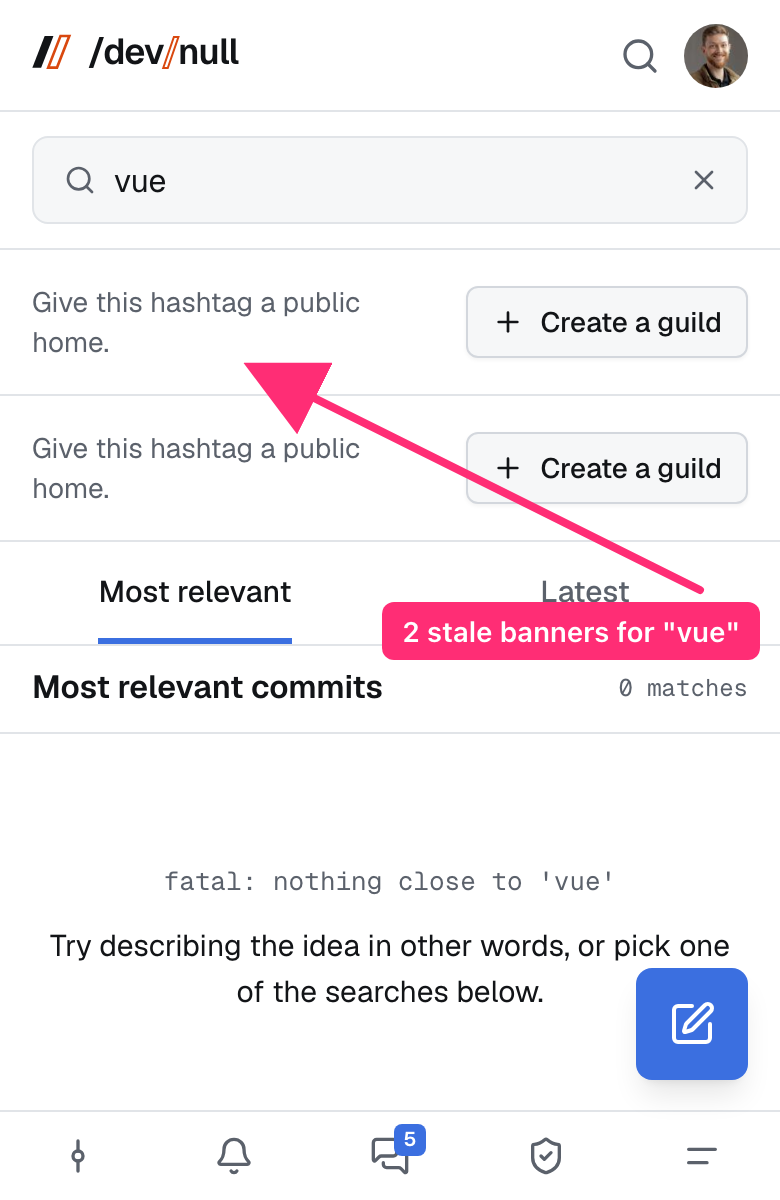 /dev/null
vue
Give this hashtag a public
home.
Create a guild
Give this hashtag a public
home.
Create a guild
Most relevant
Latest
2 stale banners for "vue"
Most relevant commits
0 matches
fatal: nothing close to 'vue'
Try describing the idea in other words, or pick one
of the searches below.
5